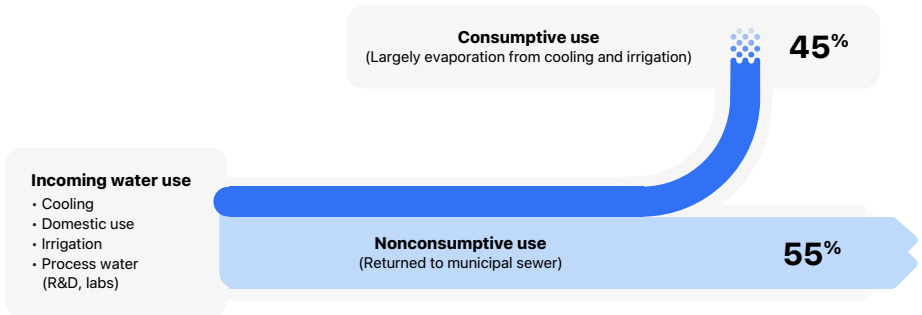 Consumptive use
(Largely evaporation from cooling and irrigation)
45%
Incoming water use
• Cooling
• Domestic use
• Irrigation
• Process water
(R&D, labs)
Nonconsumptive use
(Returned to municipal sewer)
55%